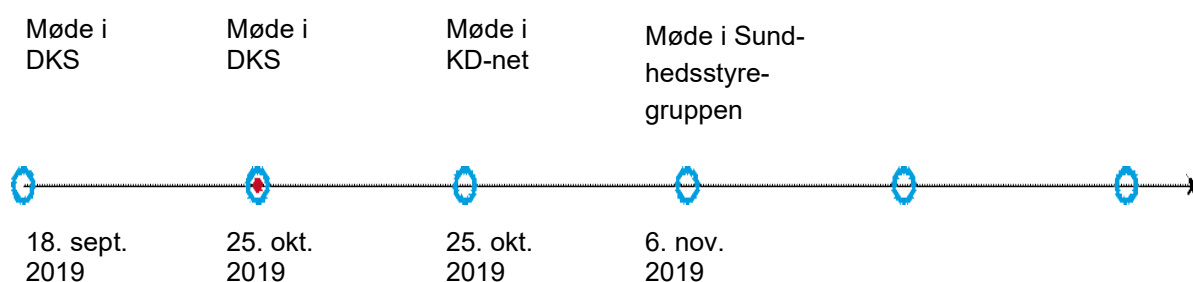 Møde i
DKS
Møde i
DKS
Møde i
KD-net
Møde i Sund-
hedsstyre-
gruppen
18. sept.
2019
25. okt.
2019
25. okt.
2019
6. nov.
2019